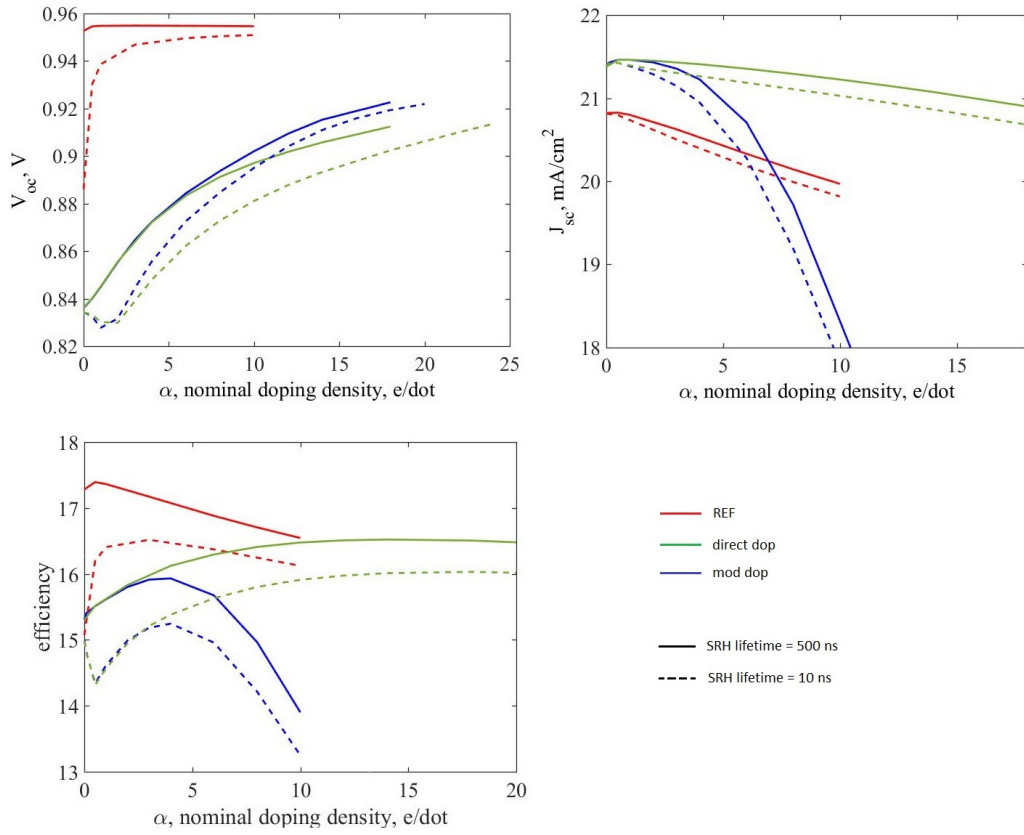 0.96
0.94
0.92
0.9
0.88
0.86
0.84
0.82
V_oc, V
0 5 10 15 20 25
α, nominal doping density, e/dot
22
21
20
19
18
J_sc, mA/cm²
0 5 10 15
α, nominal doping density, e/dot
18
17
16
15
14
13
efficiency
0 5 10 15 20
α, nominal doping density, e/dot
REF
direct dop
mod dop
SRH lifetime = 500 ns
SRH lifetime = 10 ns